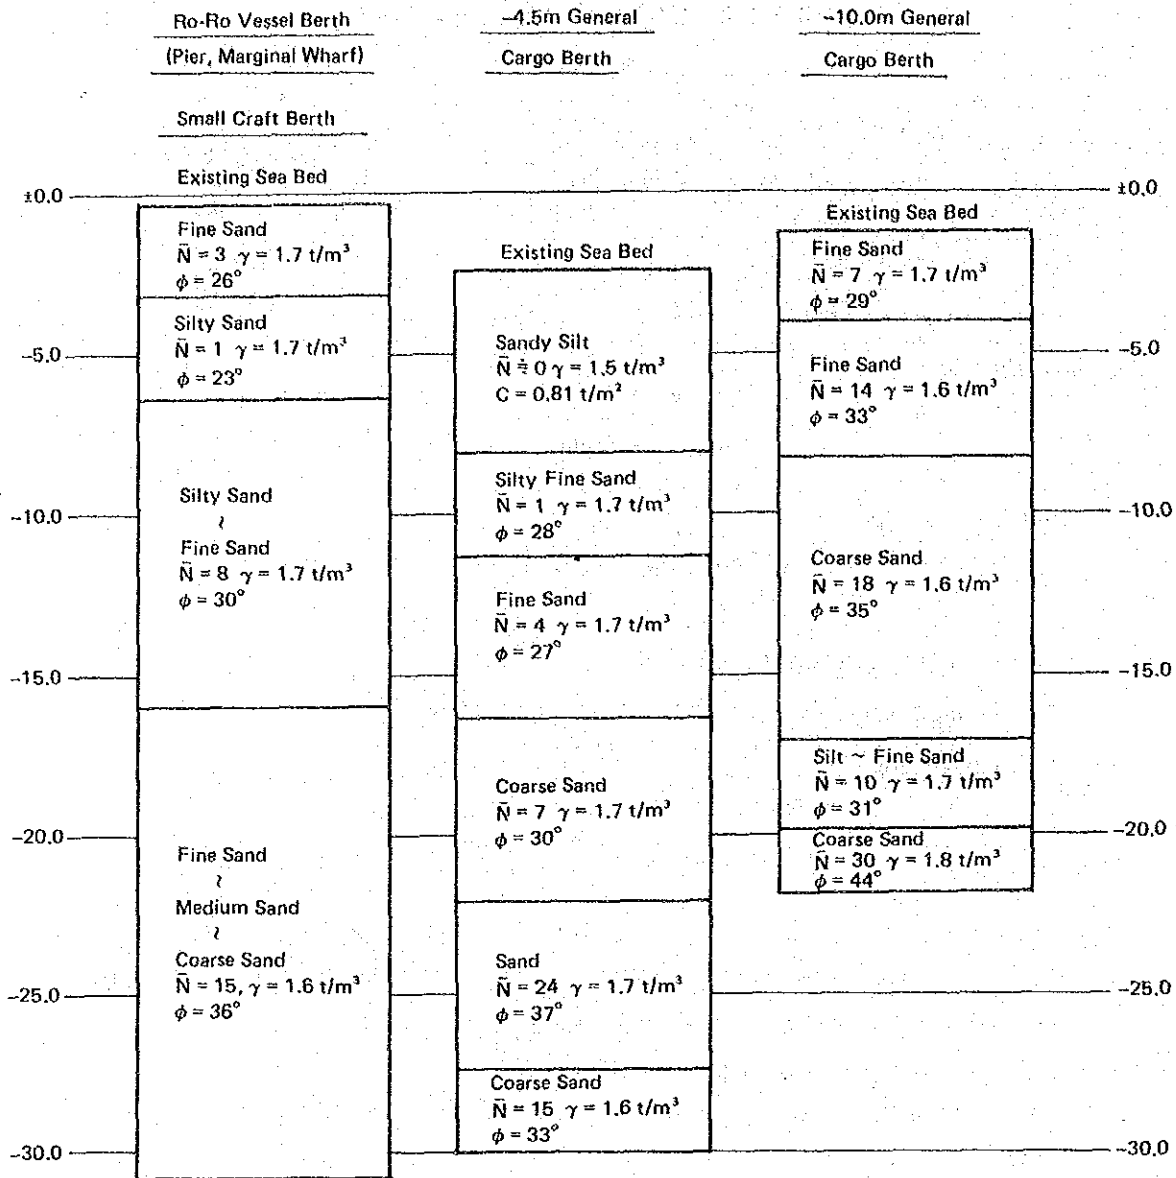 Ro-Ro Vessel Berth
(Pier, Marginal Wharf)
Small Craft Berth
Existing Sea Bed
±0.0
Fine Sand
N̄ = 3 γ = 1.7 t/m³
φ = 26°
Silty Sand
N̄ = 1 γ = 1.7 t/m³
φ = 23°
-5.0
Silty Sand
~
Fine Sand
N̄ = 8 γ = 1.7 t/m³
φ = 30°
-10.0
-15.0
Fine Sand
~
Medium Sand
~
Coarse Sand
N̄ = 15, γ = 1.6 t/m³
φ = 36°
-20.0
-25.0
-30.0
-4.5m General
Cargo Berth
Existing Sea Bed
Sandy Silt
N̄ ≒ 0 γ = 1.5 t/m³
C = 0.81 t/m²
Silty Fine Sand
N̄ = 1 γ = 1.7 t/m³
φ = 28°
Fine Sand
N̄ = 4 γ = 1.7 t/m³
φ = 27°
Coarse Sand
N̄ = 7 γ = 1.7 t/m³
φ = 30°
Sand
N̄ = 24 γ = 1.7 t/m³
φ = 37°
Coarse Sand
N̄ = 15 γ = 1.6 t/m³
φ = 33°
-10.0m General
Cargo Berth
±0.0
Existing Sea Bed
Fine Sand
N̄ = 7 γ = 1.7 t/m³
φ = 29°
Fine Sand
N̄ = 14 γ = 1.6 t/m³
φ = 33°
-5.0
Coarse Sand
N̄ = 18 γ = 1.6 t/m³
φ = 35°
-10.0
-15.0
Silt ~ Fine Sand
N̄ = 10 γ = 1.7 t/m³
φ = 31°
Coarse Sand
N̄ = 30 γ = 1.8 t/m³
φ = 44°
-20.0
-25.0
-30.0